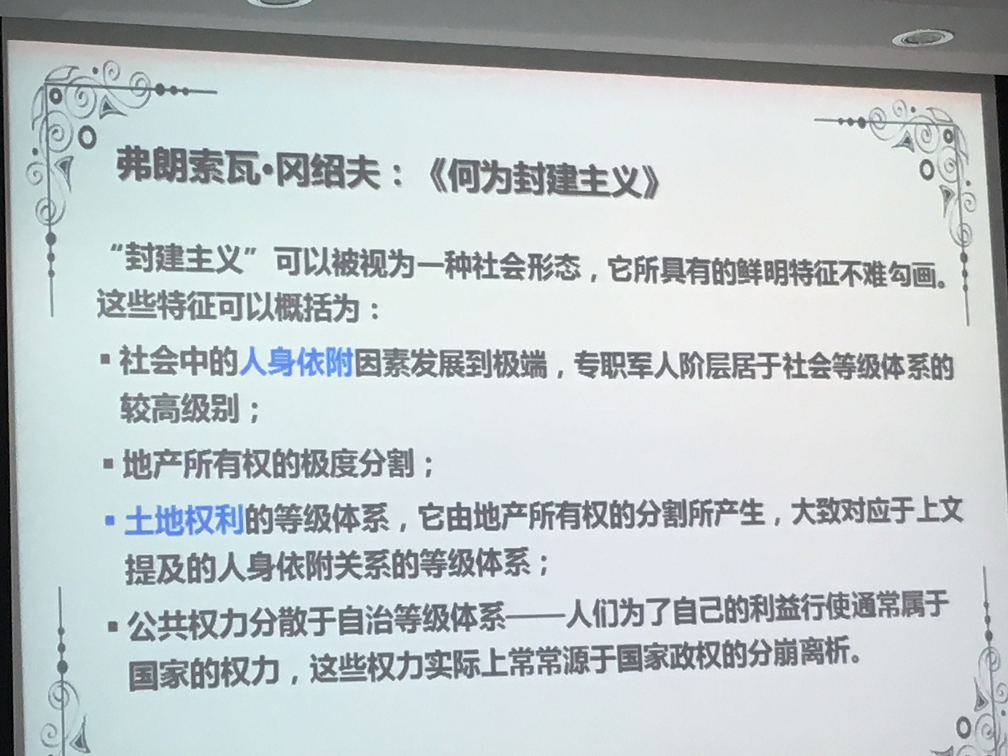 弗朗索瓦•冈绍夫：《何为封建主义》
“封建主义”可以被视为一种社会形态，它所具有的鲜明特征不难勾画。
这些特征可以概括为：
▪ 社会中的人身依附因素发展到极端，专职军人阶层居于社会等级体系的
较高级别；
▪ 地产所有权的极度分割；
▪ 土地权利的等级体系，它由地产所有权的分割所产生，大致对应于上文
提及的人身依附关系的等级体系；
▪ 公共权力分散于自治等级体系——人们为了自己的利益行使通常属于
国家的权力，这些权力实际上常常源于国家政权的分崩离析。